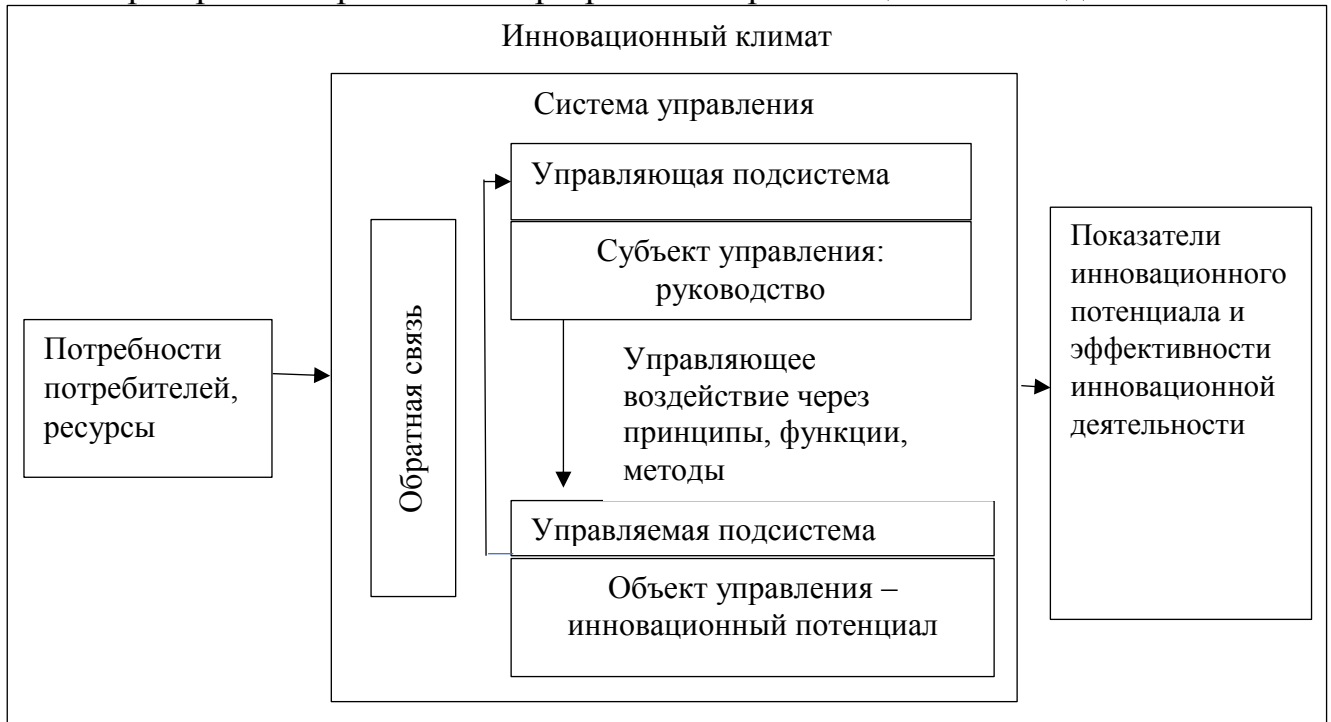 Инновационный климат
Система управления
Управляющая подсистема
Субъект управления:
руководство
Обратная связь
Управляющее
воздействие через
принципы, функции,
методы
Управляемая подсистема
Объект управления –
инновационный потенциал
Потребности
потребителей,
ресурсы
Показатели
инновационного
потенциала и
эффективности
инновационной
деятельности